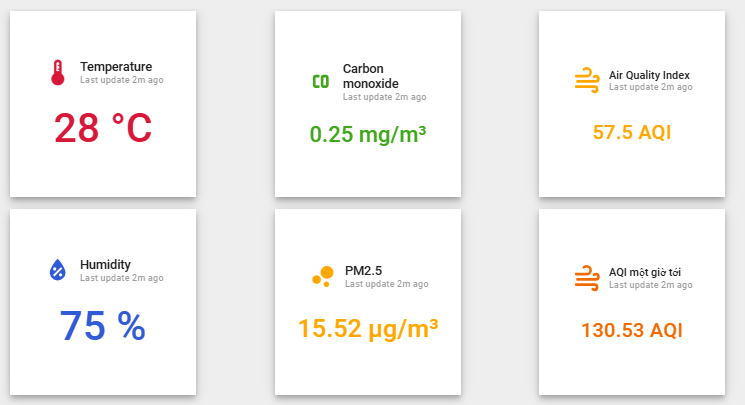 Temperature
Last update 2m ago
28 °C
CO
Carbon
monoxide
Last update 2m ago
0.25 mg/m³
Air Quality Index
Last update 2m ago
57.5 AQI
Humidity
Last update 2m ago
75 %
PM2.5
Last update 2m ago
15.52 µg/m³
AQI một giờ tới
Last update 2m ago
130.53 AQI